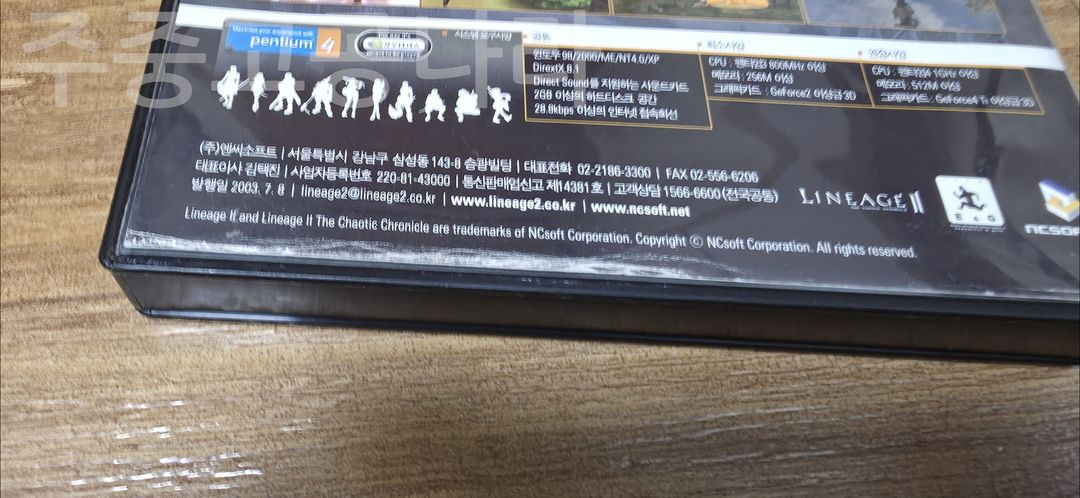 주중고등나라
pentium 4
NVIDIA
시스템 요구사양
공통
윈도우 98/2000/ME/NT4.0/XP
DirextX 8.1
Direct Sound를 지원하는 사운드카드
2GB 이상의 하드디스크 공간
28.8kbps 이상의 인터넷 접속회선
최소사양
CPU : 펜티엄3 800MHz 이상
메모리 : 256M 이상
그래픽카드 : GeForce2 이상급 3D
권장사양
CPU : 펜티엄4 1GHz 이상
메모리 : 512M 이상
그래픽카드 : GeForce4 Ti 이상급 3D
(주)엔씨소프트 | 서울특별시 강남구 삼성동 143-8 승광빌딩 | 대표전화 02-2186-3300 | FAX 02-556-6206
대표이사 김택진 | 사업자등록번호 220-81-43000 | 통신판매업신고 제14381호 | 고객상담 1566-6600(전국공통)
발행일 2003. 7. 8 | lineage2@lineage2.co.kr | www.lineage2.co.kr | www.ncsoft.net
Lineage II and Lineage II The Chaotic Chronicle are trademarks of NCsoft Corporation. Copyright ⓒ NCsoft Corporation. All rights reserved.
LINEAGE II
E & G
NCSOF